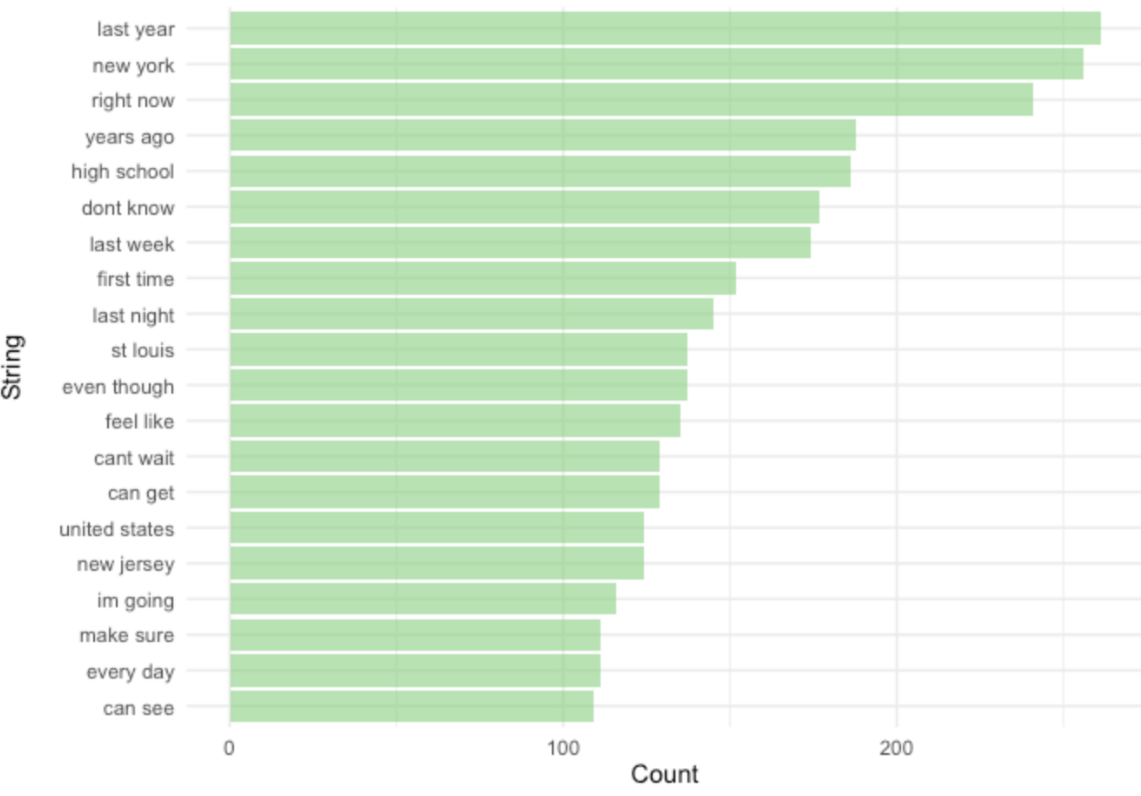 last year
new york
right now
years ago
high school
dont know
last week
first time
last night
st louis
even though
feel like
cant wait
can get
united states
new jersey
im going
make sure
every day
can see
String
0 100 200
Count